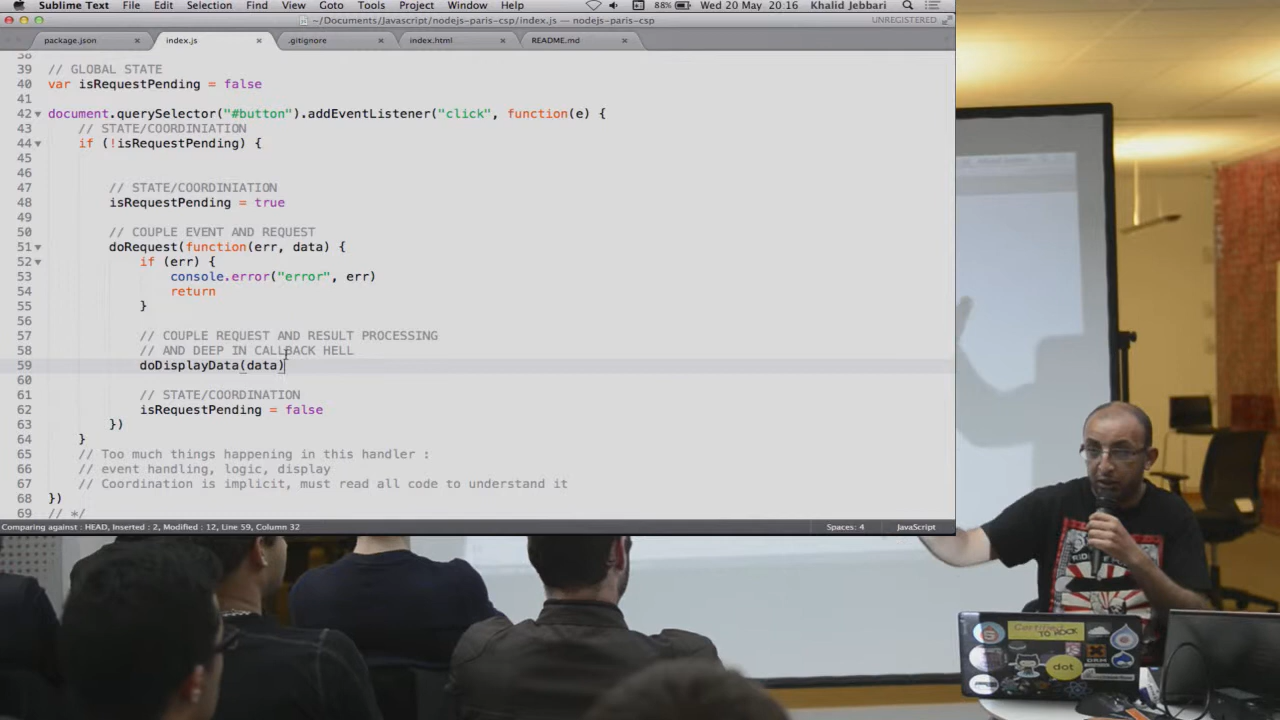 Sublime Text File Edit Selection Find View Goto Tools Project Window Help 88% Wed 20 May 20:16 Khalid Jebbari
~/Documents/Javascript/nodejs-paris-csp/index.js — nodejs-paris-csp UNREGISTERED
package.json × index.js × .gitignore × index.html × README.md ×
38
39 // GLOBAL STATE
40 var isRequestPending = false
41
42 document.querySelector("#button").addEventListener("click", function(e) {
43 // STATE/COORDINIATION
44 if (!isRequestPending) {
45
46
47 // STATE/COORDINIATION
48 isRequestPending = true
49
50 // COUPLE EVENT AND REQUEST
51 doRequest(function(err, data) {
52 if (err) {
53 console.error("error", err)
54 return
55 }
56
57 // COUPLE REQUEST AND RESULT PROCESSING
58 // AND DEEP IN CALLBACK HELL
59 doDisplayData(data)
60
61 // STATE/COORDINATION
62 isRequestPending = false
63 })
64 }
65 // Too much things happening in this handler :
66 // event handling, logic, display
67 // Coordination is implicit, must read all code to understand it
68 })
69 // */
Comparing against : HEAD, Inserted : 2, Modified : 12, Line 59, Column 32 Spaces: 4 JavaScript
TO ROCK
dot